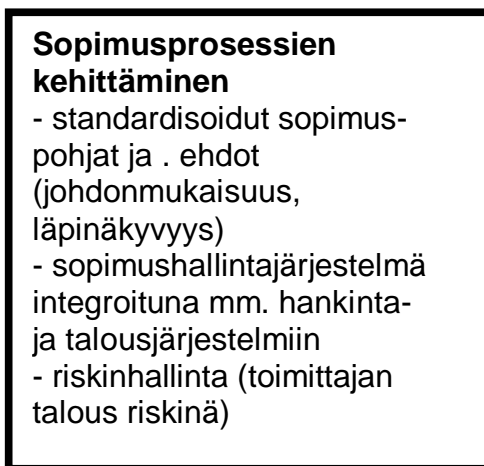 Sopimusprosessien
kehittäminen
- standardisoidut sopimus-
pohjat ja . ehdot
(johdonmukaisuus,
läpinäkyvyys)
- sopimushallintajärjestelmä
integroituna mm. hankinta-
ja talousjärjestelmiin
- riskinhallinta (toimittajan
talous riskinä)